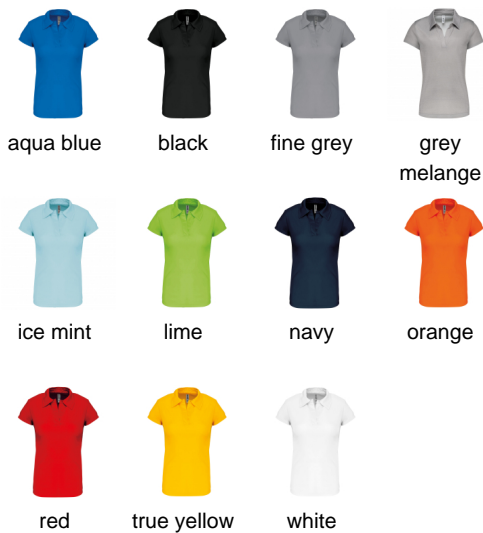 aqua blue
black
fine grey
grey
melange
ice mint
lime
navy
orange
red
true yellow
white